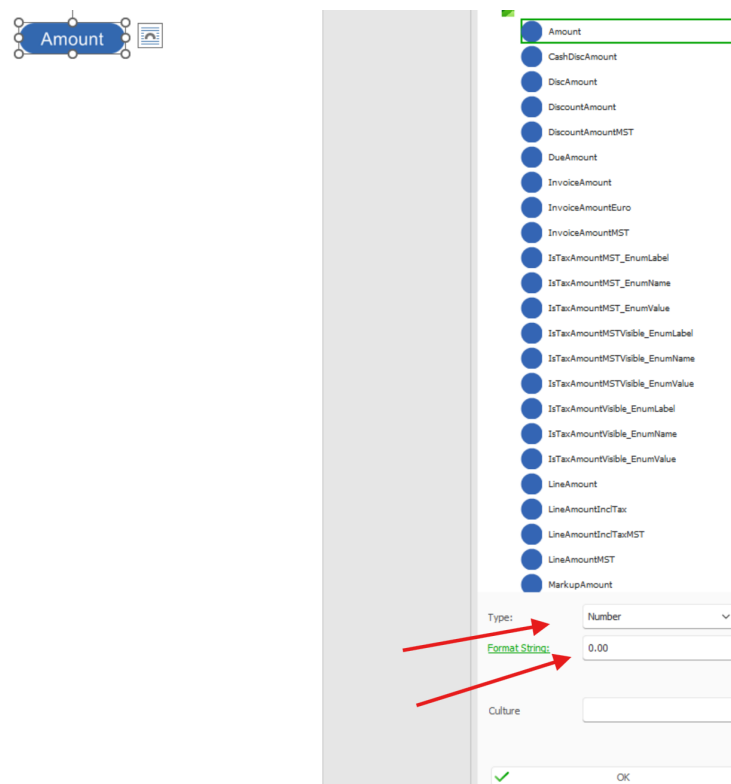 Amount
Amount
CashDiscAmount
DiscAmount
DiscountAmount
DiscountAmountMST
DueAmount
InvoiceAmount
InvoiceAmountEuro
InvoiceAmountMST
IsTaxAmountMST_EnumLabel
IsTaxAmountMST_EnumName
IsTaxAmountMST_EnumValue
IsTaxAmountMSTVisible_EnumLabel
IsTaxAmountMSTVisible_EnumName
IsTaxAmountMSTVisible_EnumValue
IsTaxAmountVisible_EnumLabel
IsTaxAmountVisible_EnumName
IsTaxAmountVisible_EnumValue
LineAmount
LineAmountInclTax
LineAmountInclTaxMST
LineAmountMST
MarkupAmount
Type: Number
Format String: 0.00
Culture
OK